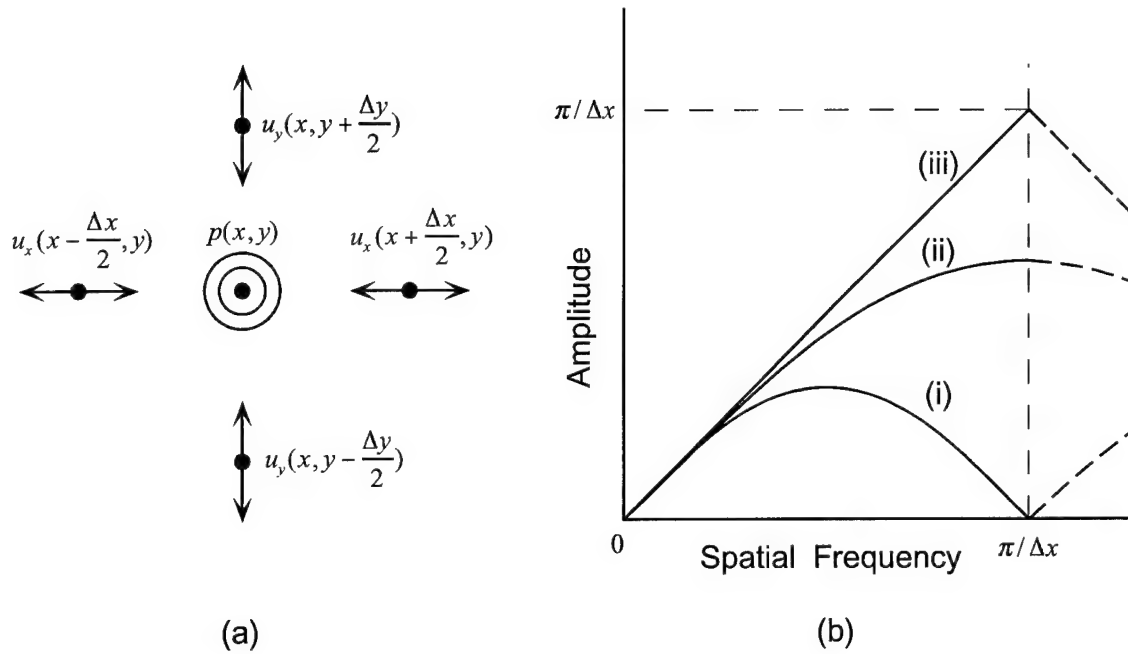 u_y(x, y + Δy/2)
u_x(x − Δx/2, y)
p(x, y)
u_x(x + Δx/2, y)
u_y(x, y − Δy/2)
(a)
π/Δx
(iii)
(ii)
(i)
Amplitude
0
Spatial Frequency
π/Δx
(b)